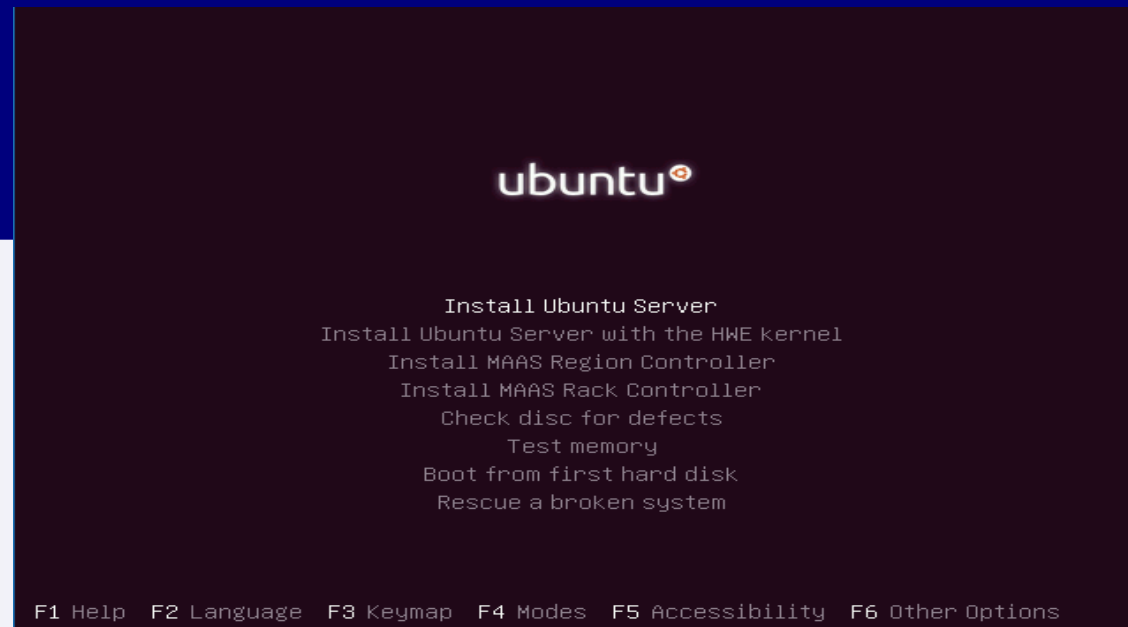 ubuntu
Install Ubuntu Server
Install Ubuntu Server with the HWE kernel
Install MAAS Region Controller
Install MAAS Rack Controller
Check disc for defects
Test memory
Boot from first hard disk
Rescue a broken system
F1 Help F2 Language F3 Keymap F4 Modes F5 Accessibility F6 Other Options